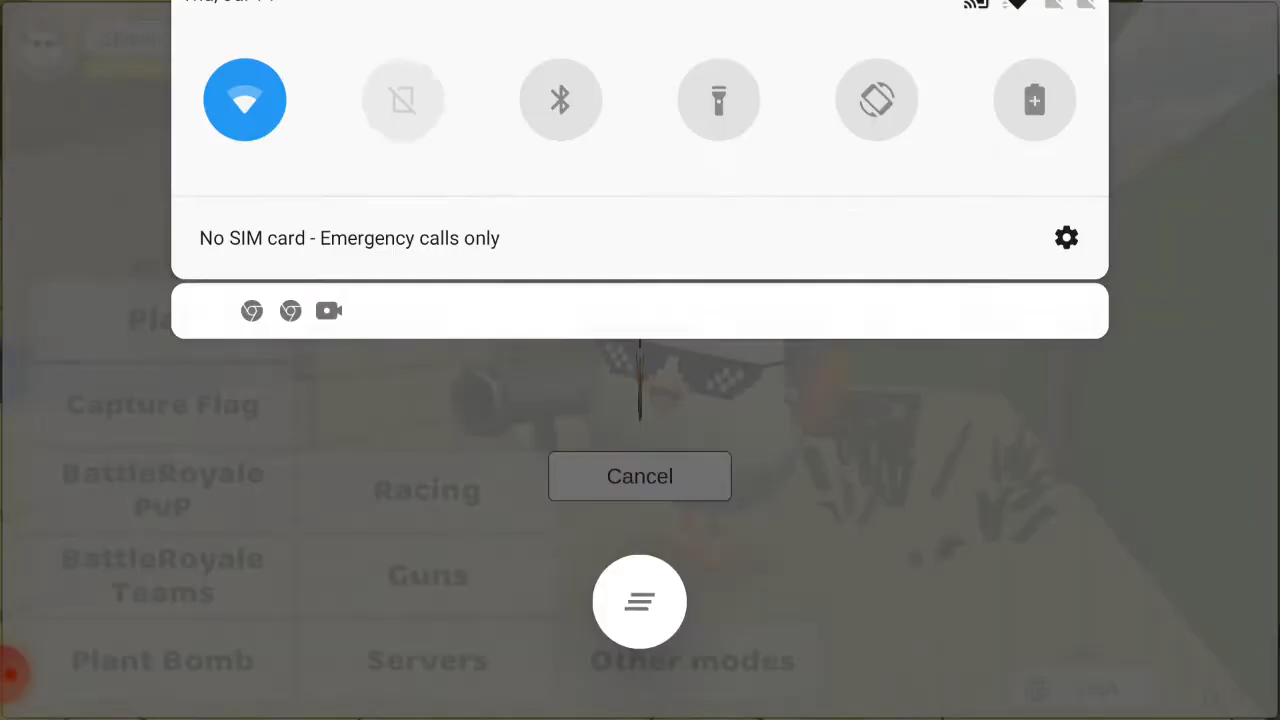 No SIM card - Emergency calls only
Capture Flag
BattleRoyale
PvP
Racing
Cancel
BattleRoyale
Teams
Guns
Plant Bomb
Servers
Other modes